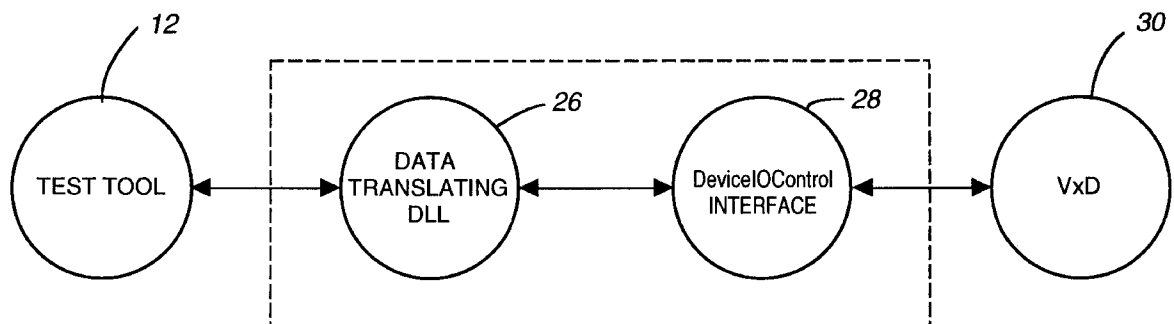 12
26
28
30
TEST TOOL
DATA
TRANSLATING
DLL
DeviceIOControl
INTERFACE
VxD